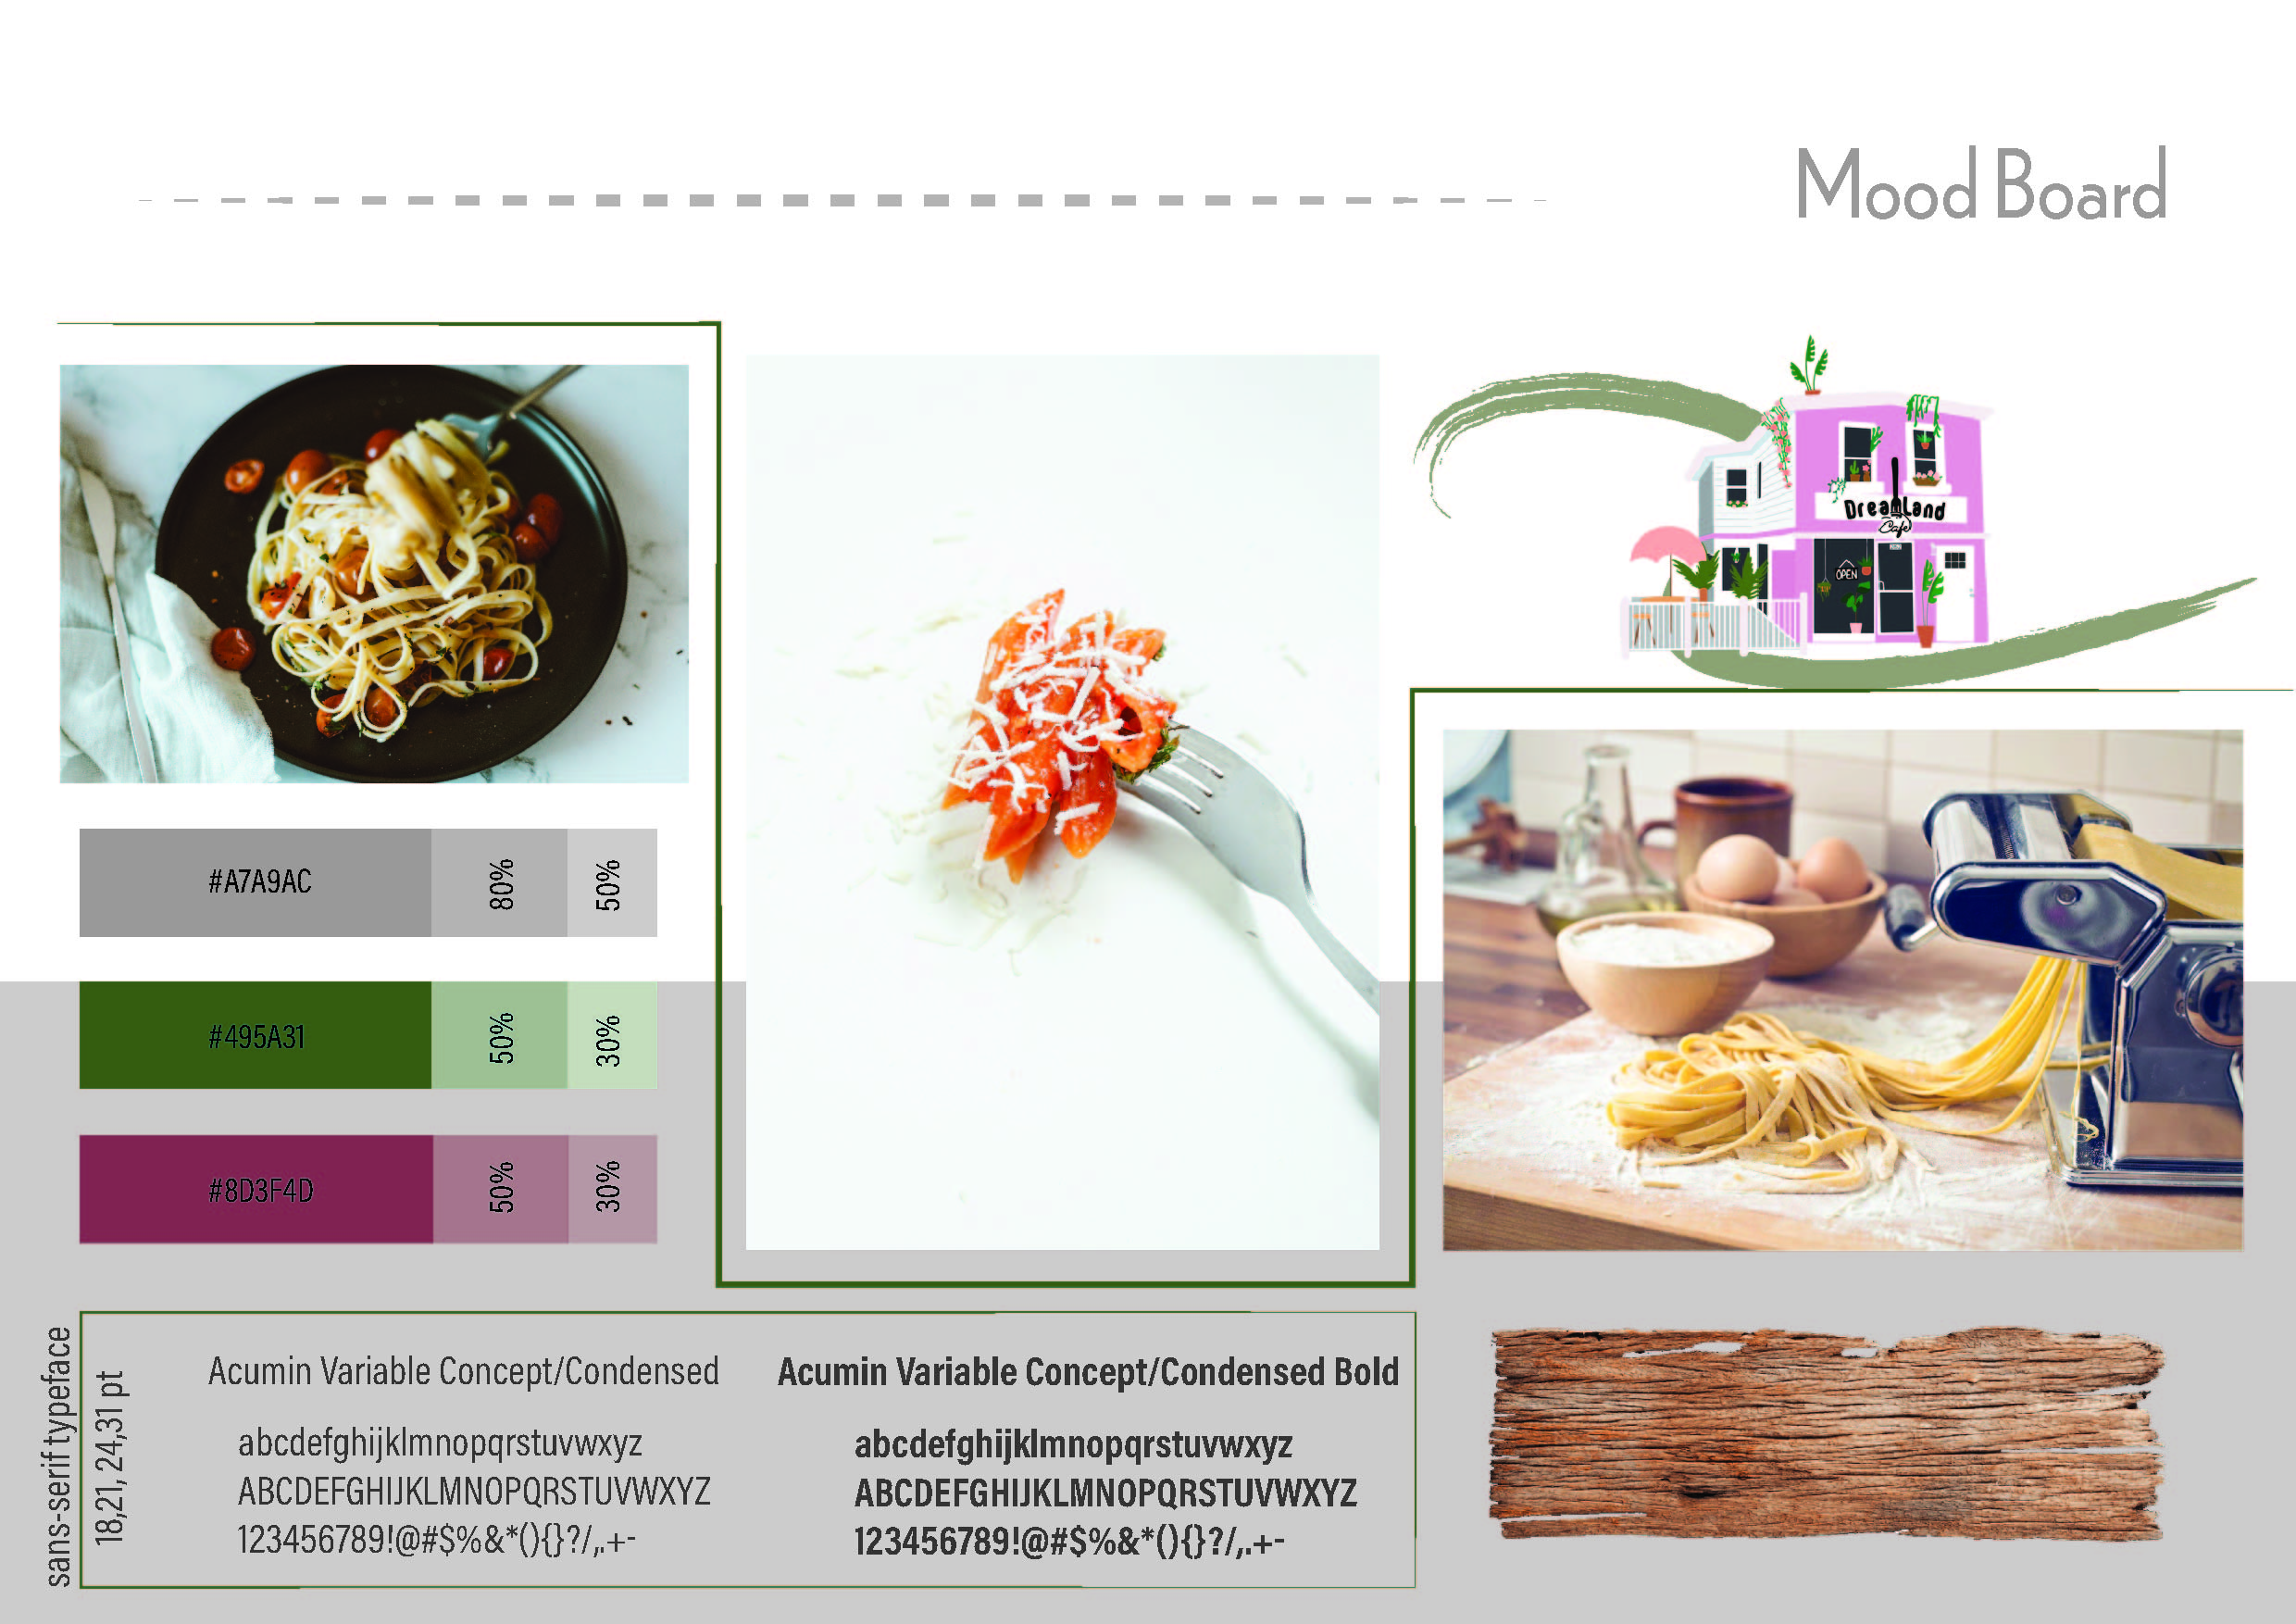 Mood Board
DreamLand
Cafe
OPEN
#A7A9AC 80% 50%
#495A31 50% 30%
#8D3F4D 50% 30%
sans-serif typeface
18,21, 24,31 pt
Acumin Variable Concept/Condensed
abcdefghijklmnopqrstuvwxyz
ABCDEFGHIJKLMNOPQRSTUVWXYZ
123456789!@#$%&*(){}?/,.+-
Acumin Variable Concept/Condensed Bold
abcdefghijklmnopqrstuvwxyz
ABCDEFGHIJKLMNOPQRSTUVWXYZ
123456789!@#$%&*(){}?/,.+-